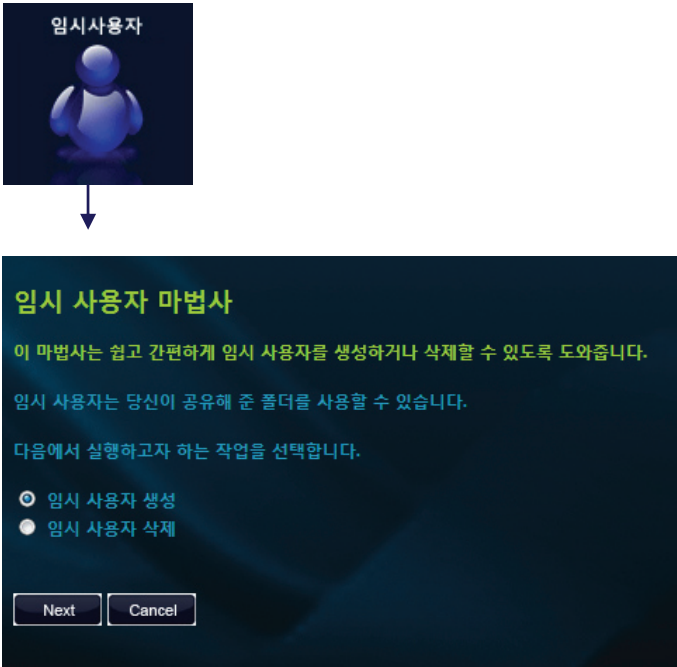 임시사용자
임시 사용자 마법사
이 마법사는 쉽고 간편하게 임시 사용자를 생성하거나 삭제할 수 있도록 도와줍니다.
임시 사용자는 당신이 공유해 준 폴더를 사용할 수 있습니다.
다음에서 실행하고자 하는 작업을 선택합니다.
임시 사용자 생성
임시 사용자 삭제
Next Cancel